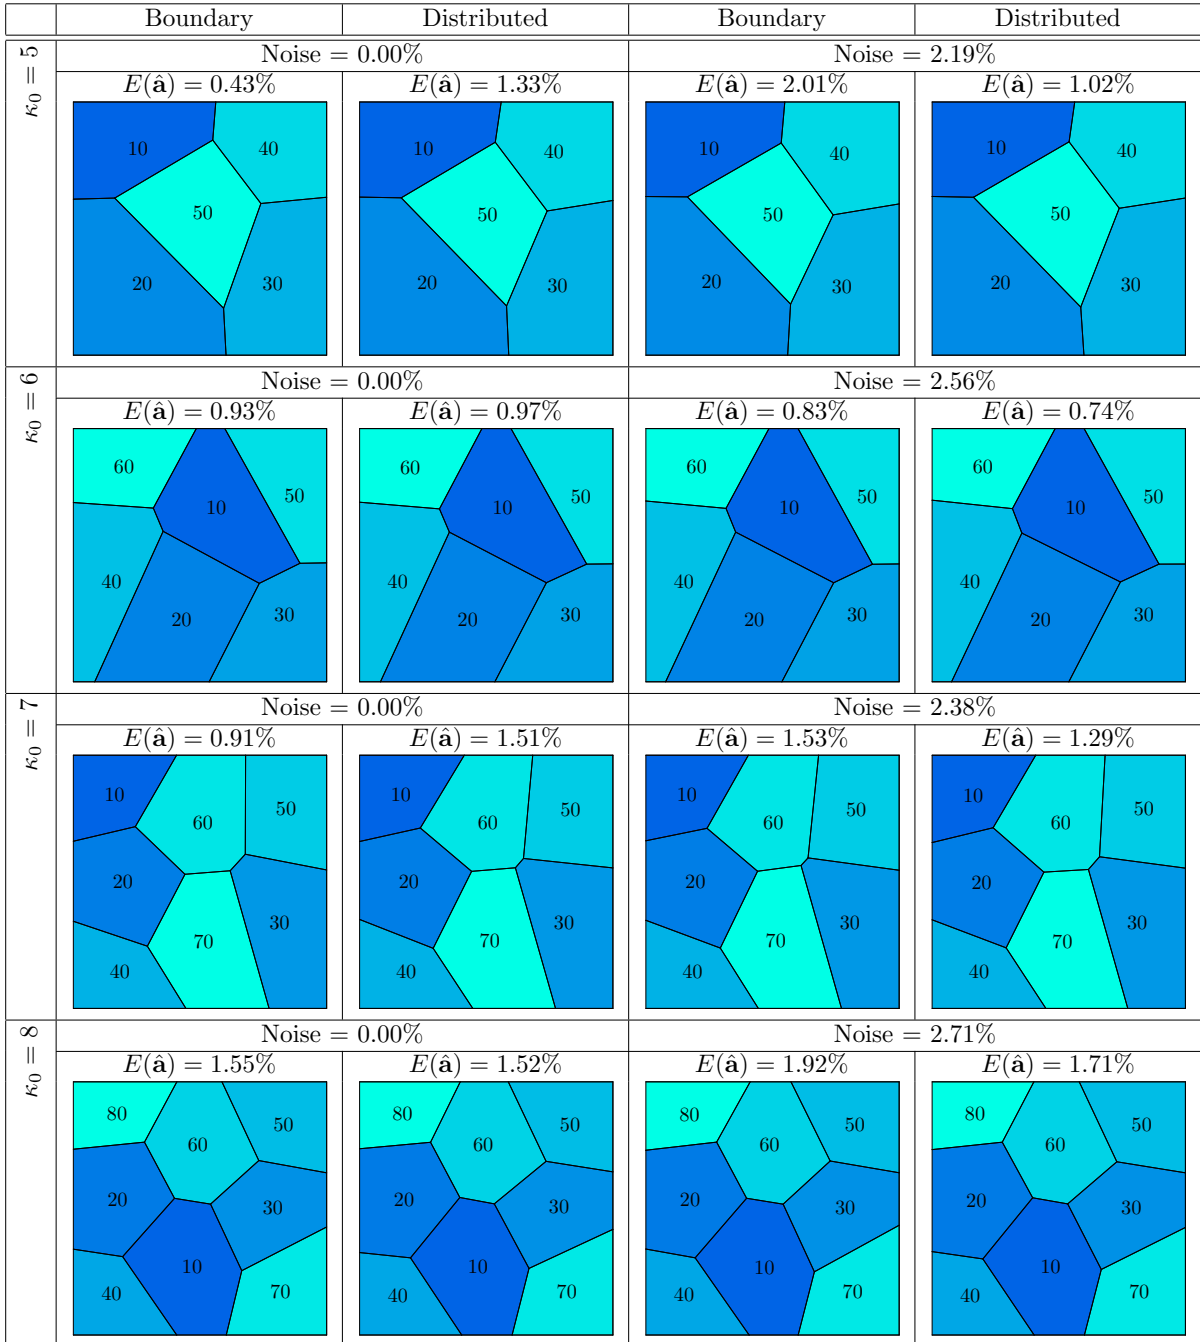 Boundary Distributed Boundary Distributed
κ₀ = 5
Noise = 0.00% Noise = 2.19%
E(â) = 0.43% E(â) = 1.33% E(â) = 2.01% E(â) = 1.02%
10 40 10 40 10 40 10 40
50 50 50 50
20 30 20 30 20 30 20 30
κ₀ = 6
Noise = 0.00% Noise = 2.56%
E(â) = 0.93% E(â) = 0.97% E(â) = 0.83% E(â) = 0.74%
60 60 60 60
10 50 10 50 10 50 10 50
40 40 40 40
20 30 20 30 20 30 20 30
κ₀ = 7
Noise = 0.00% Noise = 2.38%
E(â) = 0.91% E(â) = 1.51% E(â) = 1.53% E(â) = 1.29%
10 50 10 50 10 50 10 50
60 60 60 60
20 20 20 20
30 30 30 30
70 70 70 70
40 40 40 40
κ₀ = 8
Noise = 0.00% Noise = 2.71%
E(â) = 1.55% E(â) = 1.52% E(â) = 1.92% E(â) = 1.71%
80 50 80 50 80 50 80 50
60 60 60 60
20 30 20 30 20 30 20 30
10 10 10 10
40 70 40 70 40 70 40 70